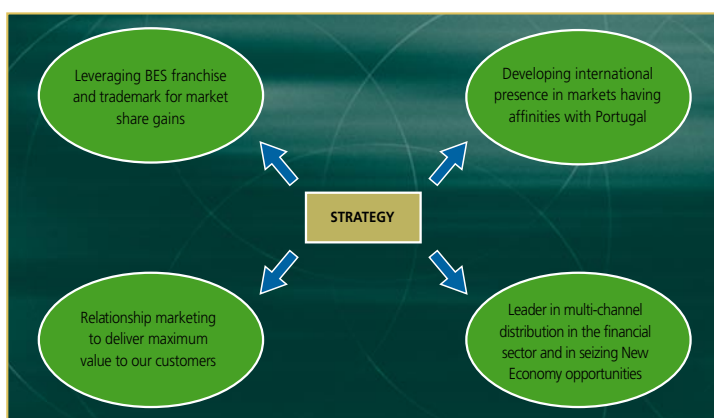 Leveraging BES franchise
and trademark for market
share gains
Developing international
presence in markets having
affinities with Portugal
STRATEGY
Relationship marketing
to deliver maximum
value to our customers
Leader in multi-channel
distribution in the financial
sector and in seizing New
Economy opportunities